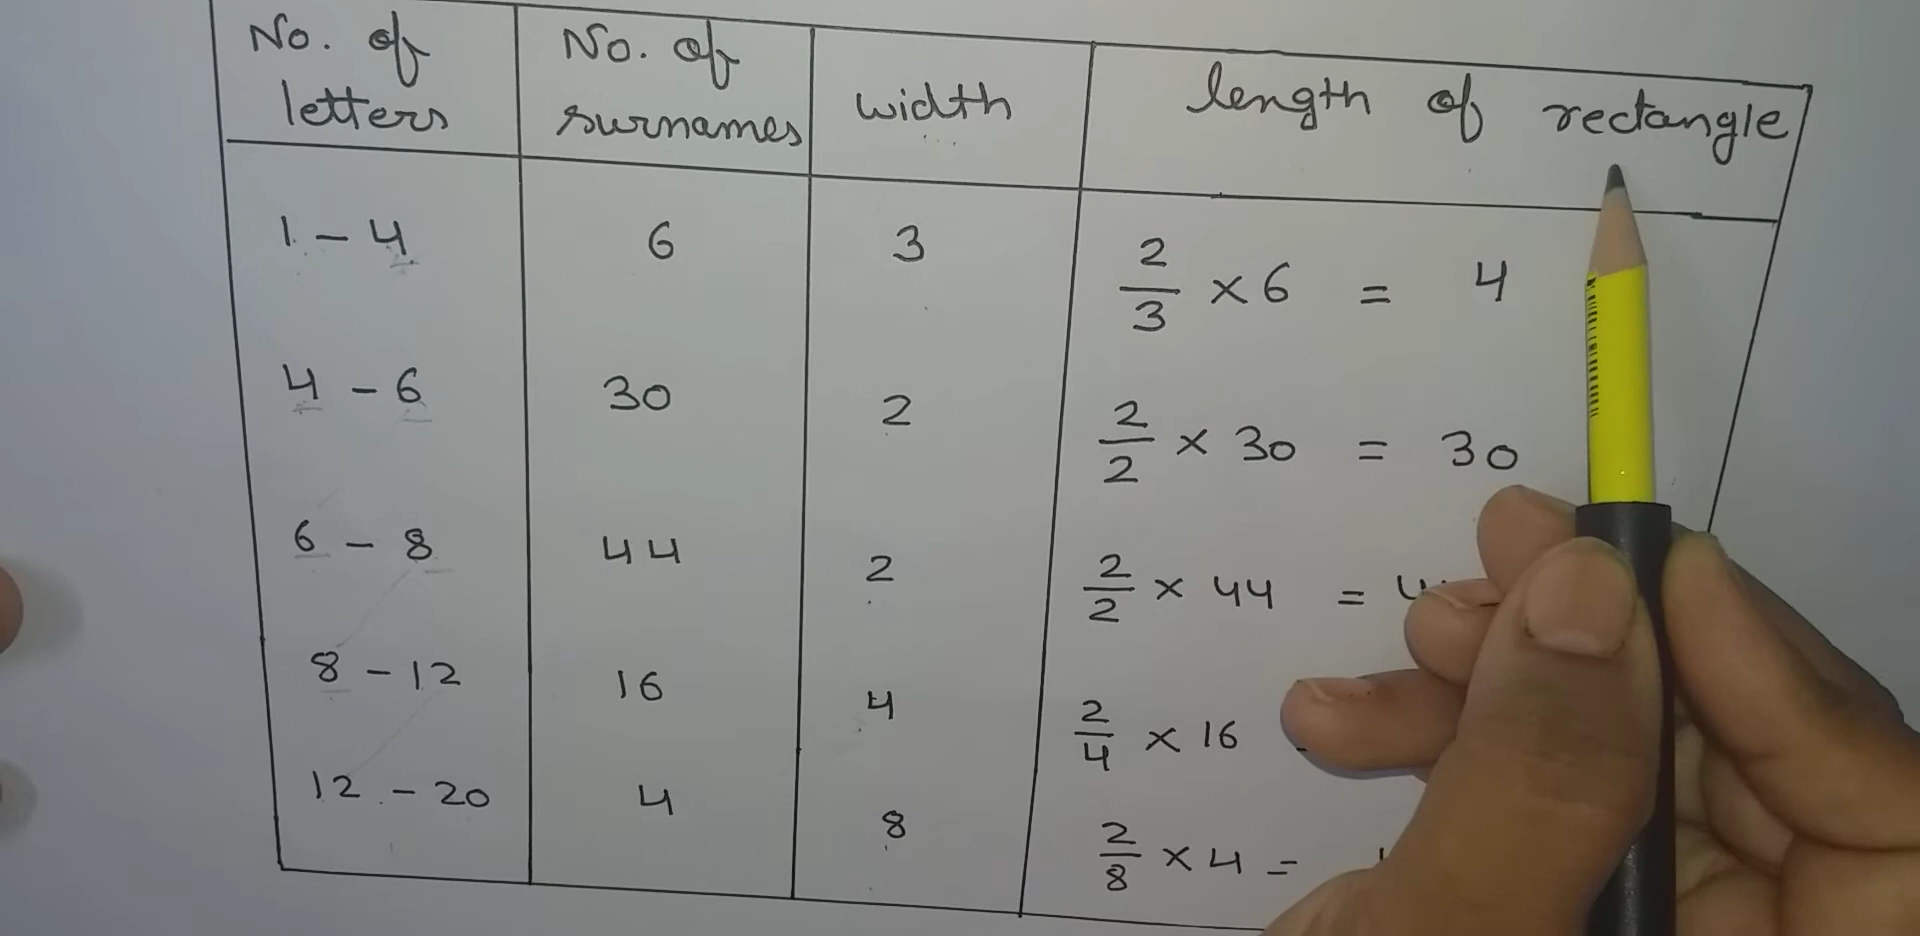 No. of letters
No. of surnames
width
length of rectangle
1 - 4 6 3 2/3 × 6 = 4
4 - 6 30 2 2/2 × 30 = 30
6 - 8 44 2 2/2 × 44 =
8 - 12 16 4 2/4 × 16
12 - 20 4 8 2/8 × 4 =